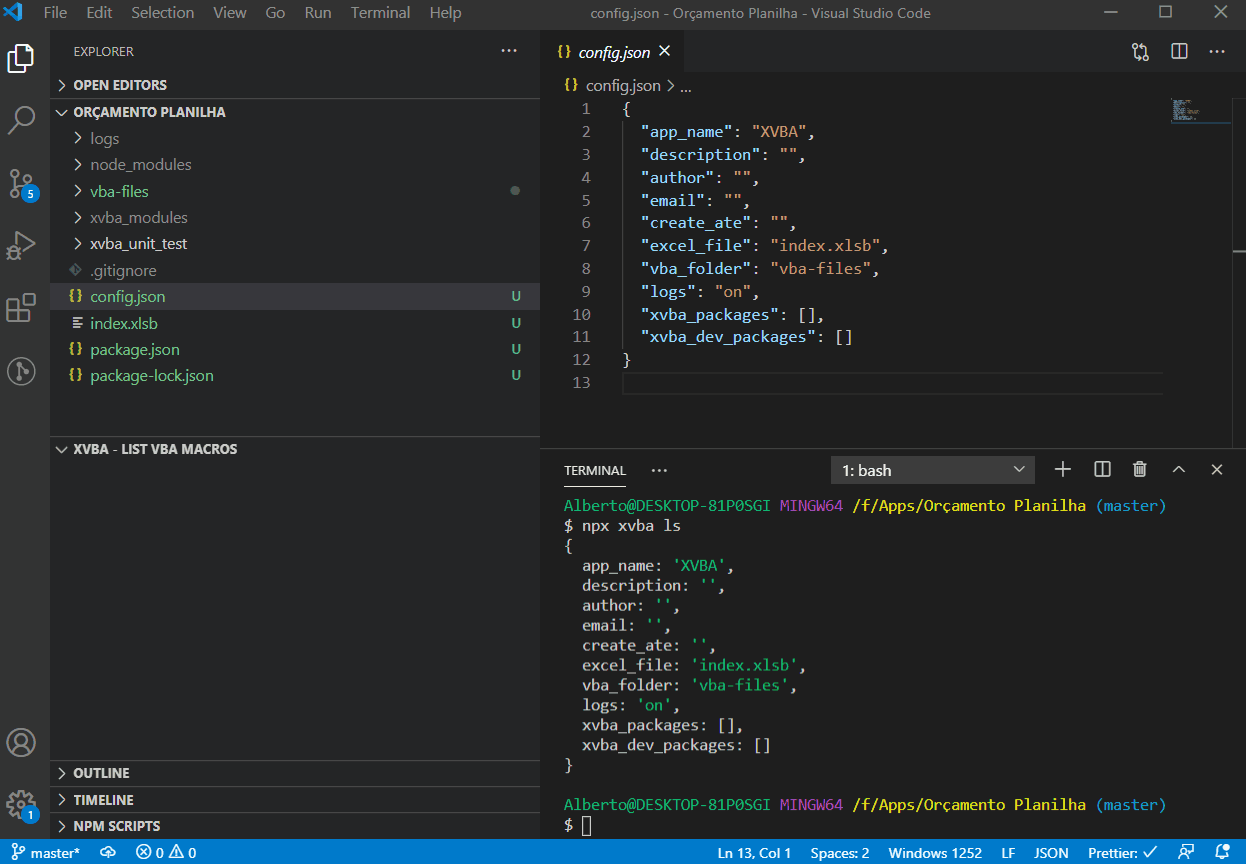 File Edit Selection View Go Run Terminal Help config.json - Orçamento Planilha - Visual Studio Code
EXPLORER
OPEN EDITORS
ORÇAMENTO PLANILHA
logs
node_modules
vba-files
xvba_modules
xvba_unit_test
.gitignore
config.json U
index.xlsb U
package.json U
package-lock.json U
XVBA - LIST VBA MACROS
OUTLINE
TIMELINE
NPM SCRIPTS
5
1
{} config.json
{} config.json > ...
1 {
2 "app_name": "XVBA",
3 "description": "",
4 "author": "",
5 "email": "",
6 "create_ate": "",
7 "excel_file": "index.xlsb",
8 "vba_folder": "vba-files",
9 "logs": "on",
10 "xvba_packages": [],
11 "xvba_dev_packages": []
12 }
13
TERMINAL 1: bash
Alberto@DESKTOP-81P0SGI MINGW64 /f/Apps/Orçamento Planilha (master)
$ npx xvba ls
{
app_name: 'XVBA',
description: '',
author: '',
email: '',
create_ate: '',
excel_file: 'index.xlsb',
vba_folder: 'vba-files',
logs: 'on',
xvba_packages: [],
xvba_dev_packages: []
}
Alberto@DESKTOP-81P0SGI MINGW64 /f/Apps/Orçamento Planilha (master)
$
master* 0 0 Ln 13, Col 1 Spaces: 2 Windows 1252 LF JSON Prettier: ✓